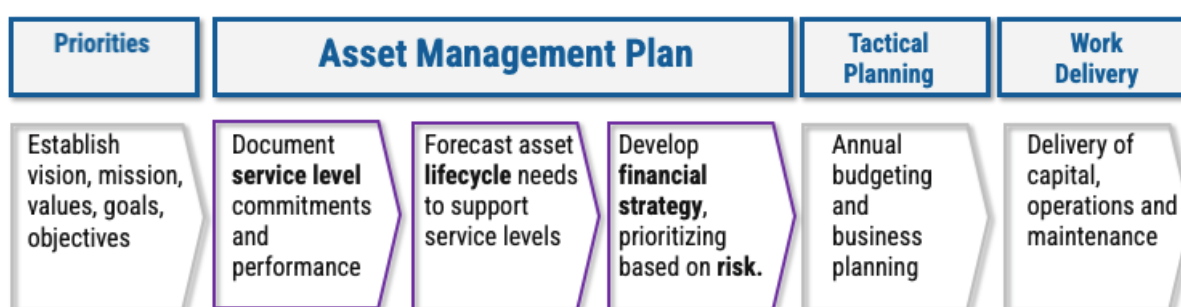 Priorities
Asset Management Plan
Tactical
Planning
Work
Delivery
Establish
vision, mission,
values, goals,
objectives
Document
service level
commitments
and
performance
Forecast asset
lifecycle needs
to support
service levels
Develop
financial
strategy,
prioritizing
based on risk.
Annual
budgeting
and
business
planning
Delivery of
capital,
operations and
maintenance